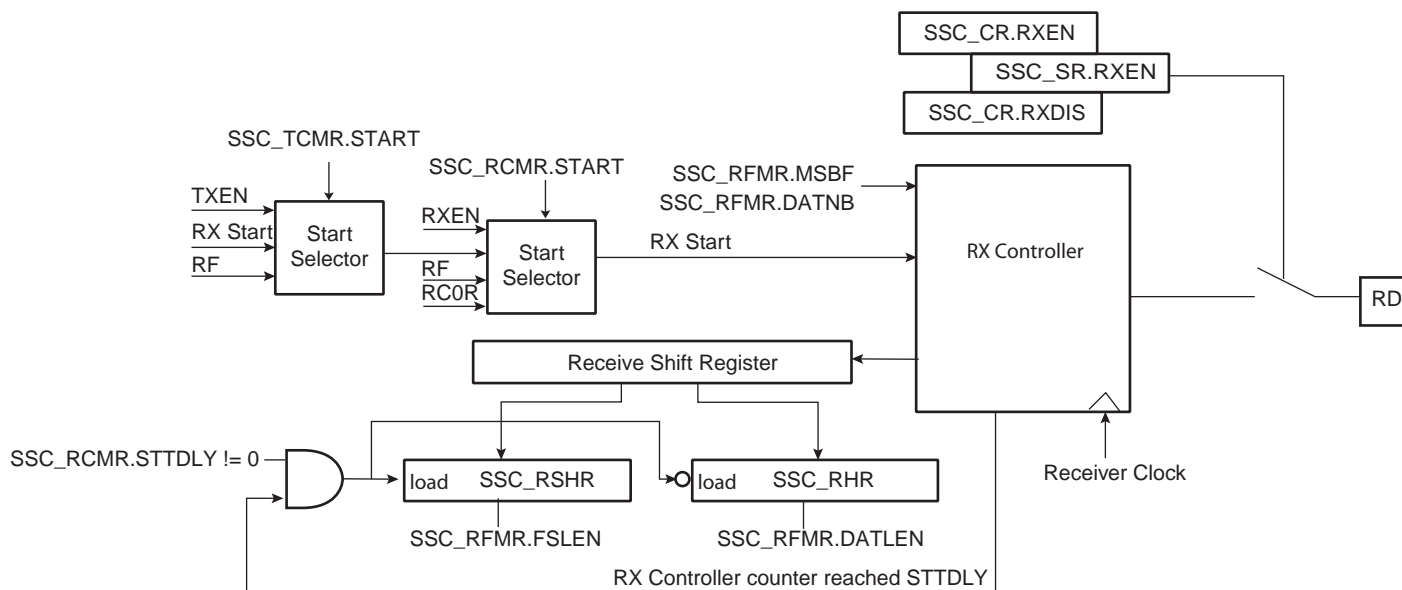 SSC_CR.RXEN
SSC_SR.RXEN
SSC_CR.RXDIS
SSC_TCMR.START
SSC_RCMR.START
SSC_RFMR.MSBF
SSC_RFMR.DATNB
TXEN
RX Start
RF
Start
Selector
RXEN
RF
RC0R
Start
Selector
RX Start
RX Controller
RD
Receive Shift Register
SSC_RCMR.STTDLY != 0
load
SSC_RSHR
load
SSC_RHR
Receiver Clock
SSC_RFMR.FSLEN
SSC_RFMR.DATLEN
RX Controller counter reached STTDLY